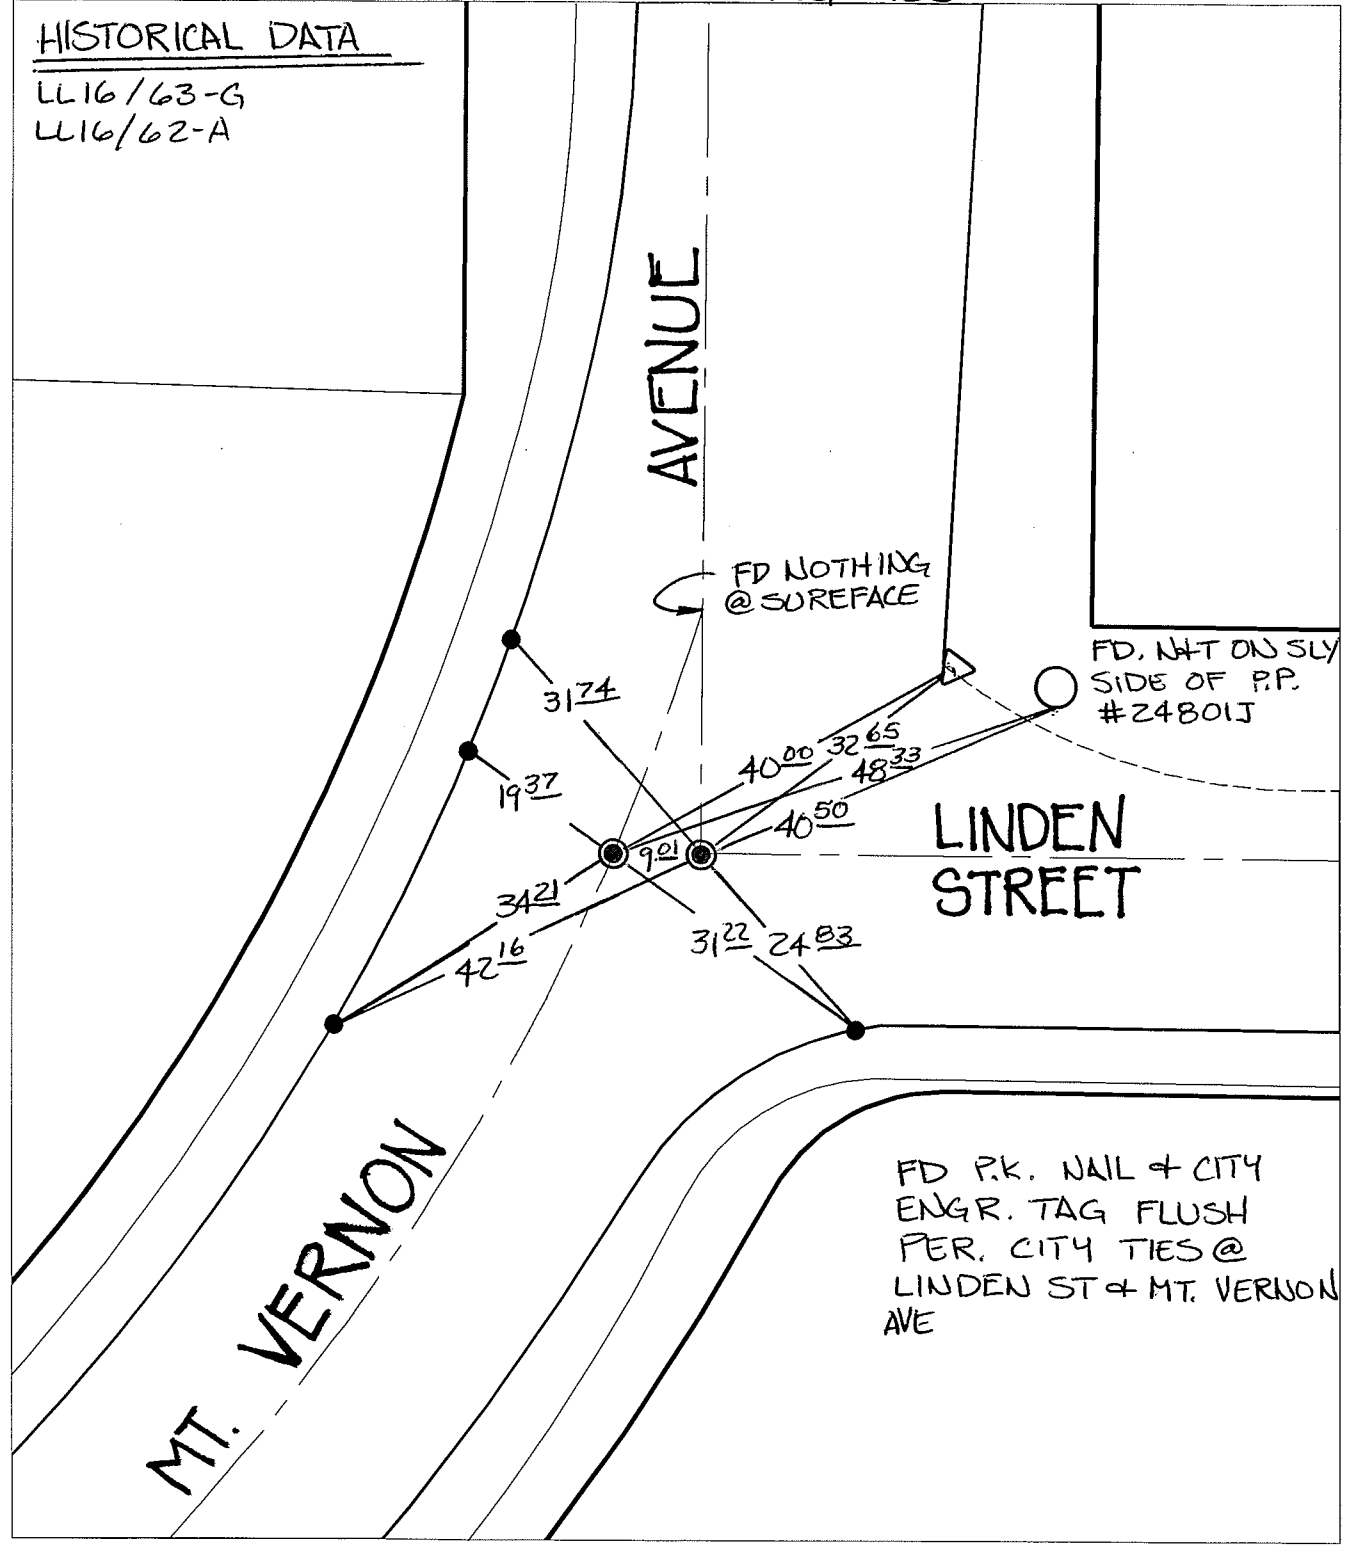 HISTORICAL DATA
LL16/63-G
LL16/62-A
AVENUE
FD NOTHING
@ SUREFACE
FD. N&T ON SLY
SIDE OF P.P.
#24801J
31 74
19 37
40 00
32 65
48 33
40 50
9.01
34 21
42 16
31 22
24 83
LINDEN
STREET
MT. VERNON
FD P.K. NAIL & CITY
ENGR. TAG FLUSH
PER. CITY TIES @
LINDEN ST & MT. VERNON
AVE